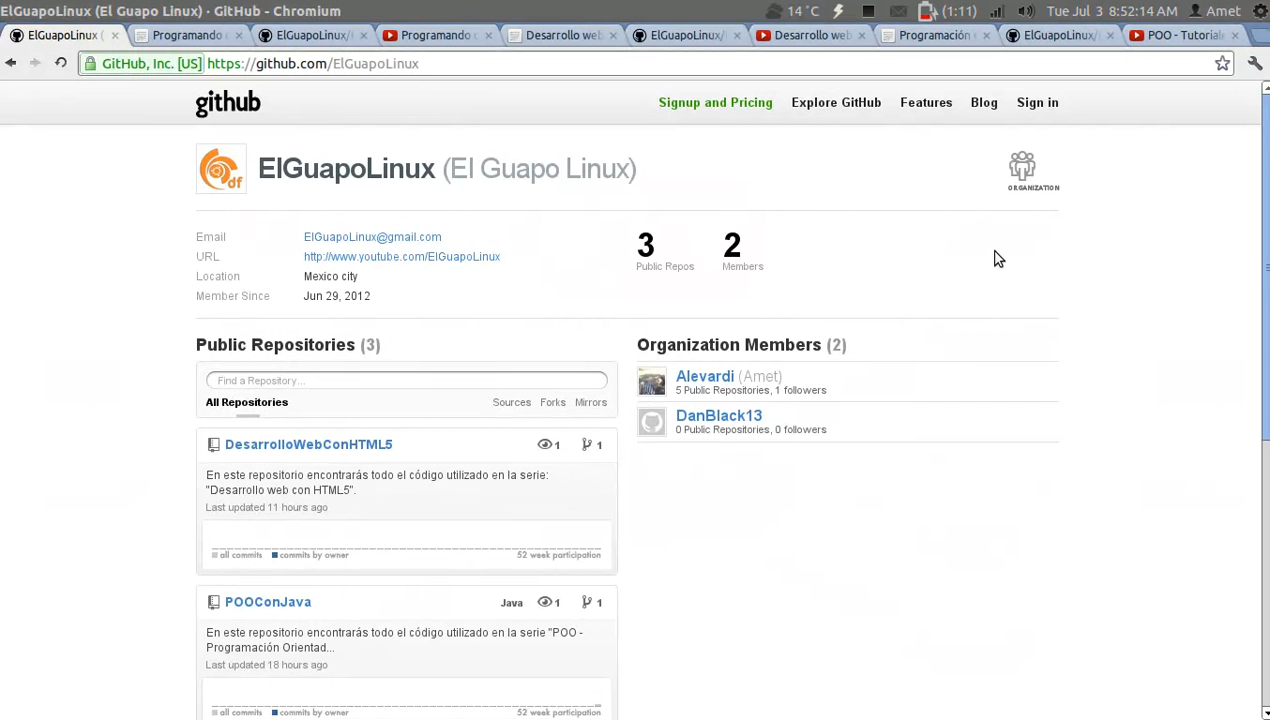 ElGuapoLinux (El Guapo Linux) · GitHub - Chromium
14 °C (1:11) Tue Jul 3 8:52:14 AM Amet
ElGuapoLinux ( Programando ElGuapoLinux/ Programando Desarrollo web ElGuapoLinux/ Desarrollo web Programación ElGuapoLinux/ POO - Tutoriale
GitHub, Inc. [US] https://github.com/ElGuapoLinux
github
Signup and Pricing Explore GitHub Features Blog Sign in
df
ElGuapoLinux (El Guapo Linux)
ORGANIZATION
Email ElGuapoLinux@gmail.com
URL http://www.youtube.com/ElGuapoLinux
Location Mexico city
Member Since Jun 29, 2012
3 2
Public Repos Members
Public Repositories (3)
Find a Repository...
All Repositories Sources Forks Mirrors
DesarrolloWebConHTML5 1 1
En este repositorio encontrarás todo el código utilizado en la serie:
"Desarrollo web con HTML5".
Last updated 11 hours ago
all commits commits by owner 52 week participation
POOConJava Java 1 1
En este repositorio encontrarás todo el código utilizado en la serie "POO -
Programación Orientad...
Last updated 18 hours ago
all commits commits by owner 52 week participation
Organization Members (2)
Alevardi (Amet)
5 Public Repositories, 1 followers
DanBlack13
0 Public Repositories, 0 followers